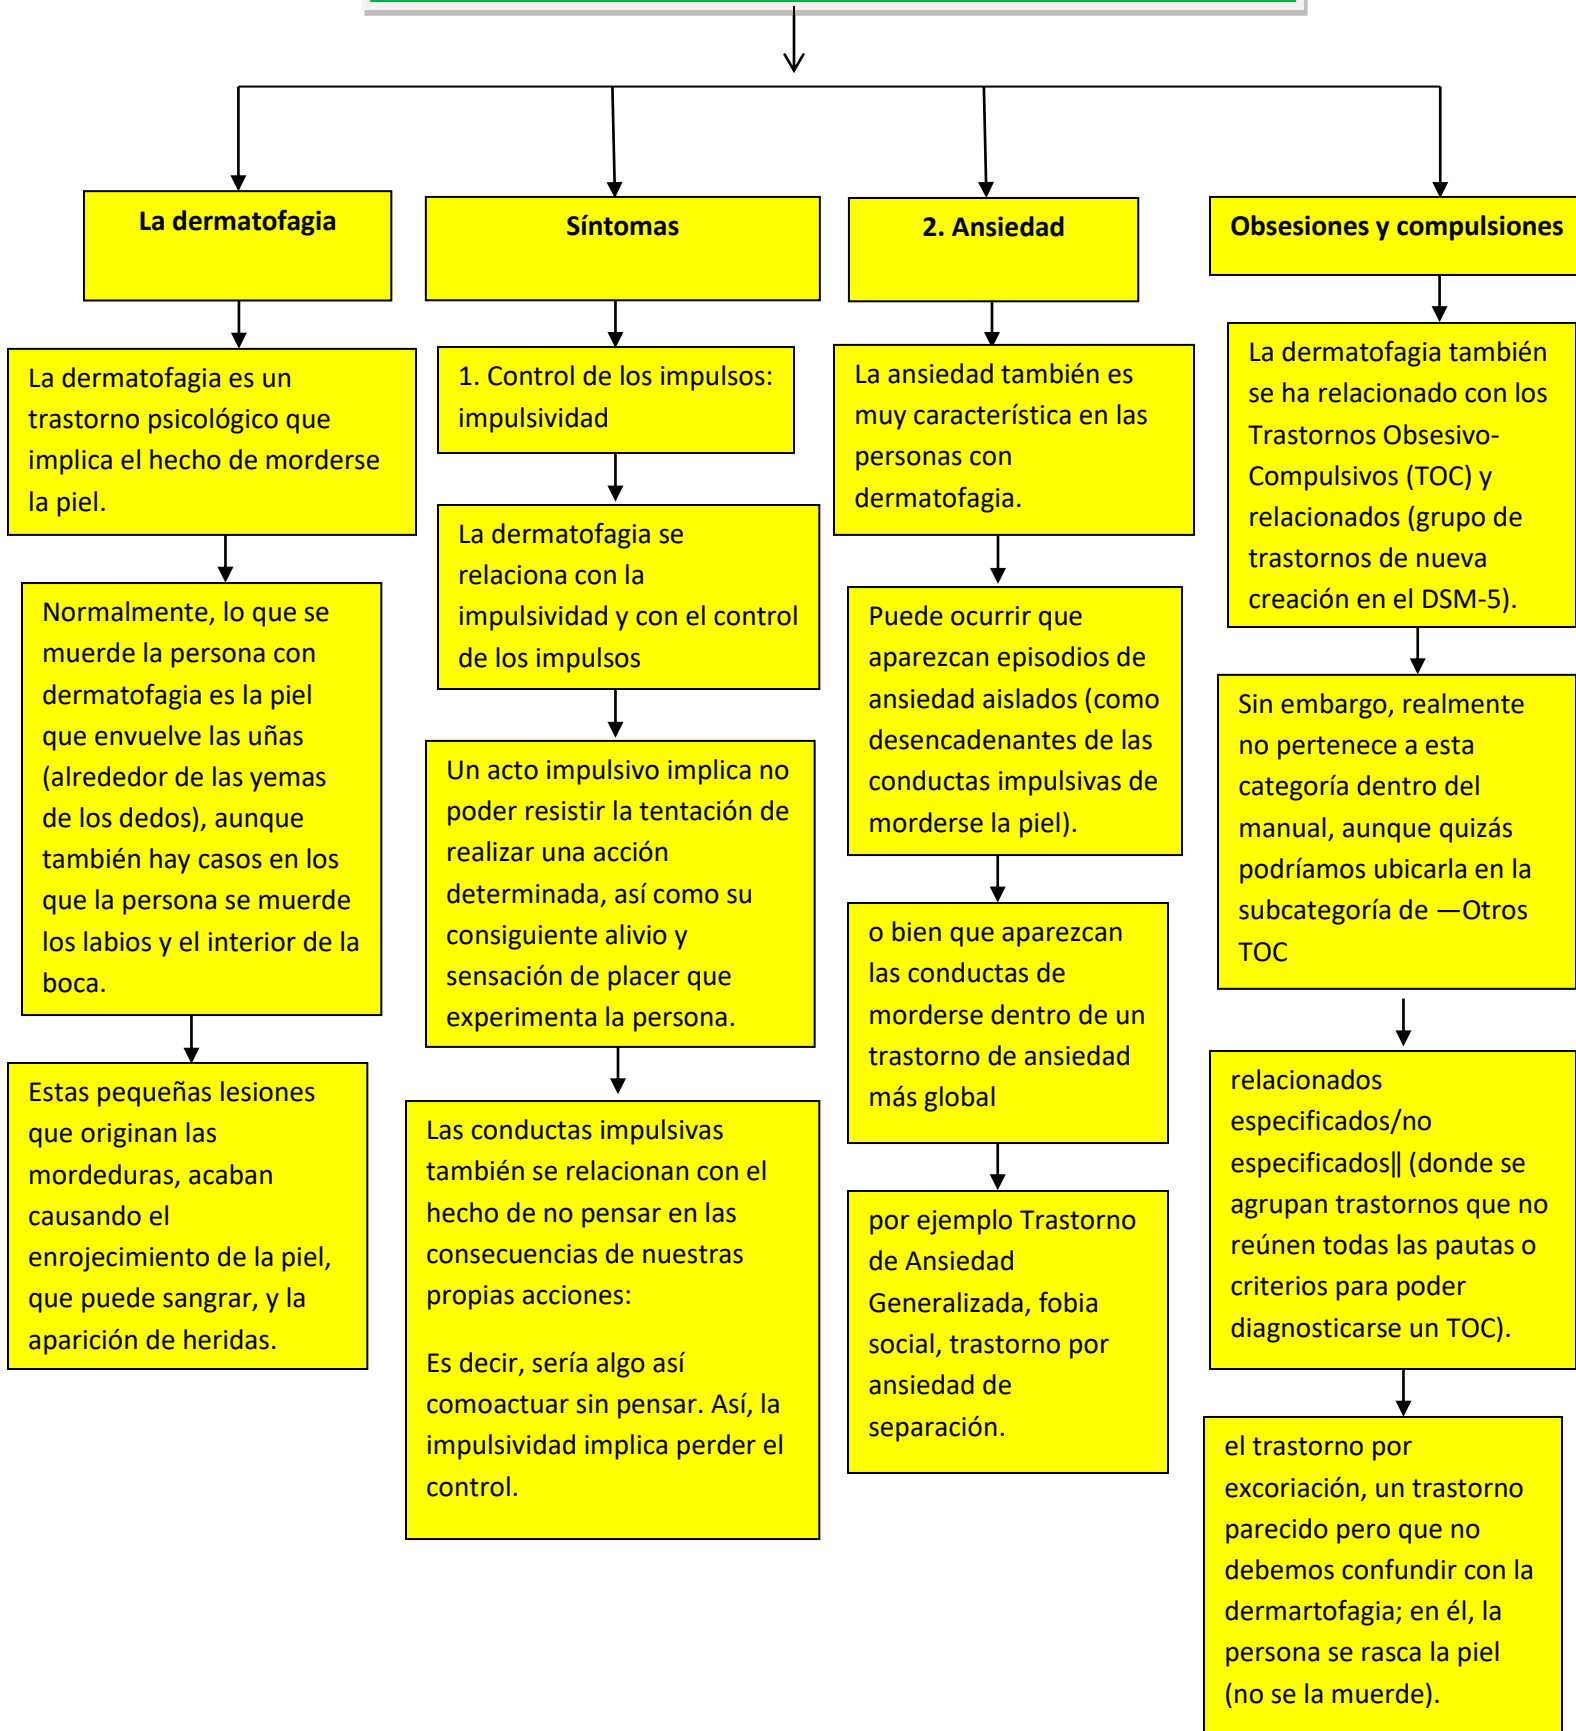 La dermatofagia
La dermatofagia es un
trastorno psicológico que
implica el hecho de morderse
la piel.
Normalmente, lo que se
muerde la persona con
dermatofagia es la piel
que envuelve las uñas
(alrededor de las yemas
de los dedos), aunque
también hay casos en los
que la persona se muerde
los labios y el interior de la
boca.
Estas pequeñas lesiones
que originan las
mordeduras, acaban
causando el
enrojecimiento de la piel,
que puede sangrar, y la
aparición de heridas.
Síntomas
1. Control de los impulsos:
impulsividad
La dermatofagia se
relaciona con la
impulsividad y con el control
de los impulsos
Un acto impulsivo implica no
poder resistir la tentación de
realizar una acción
determinada, así como su
consiguiente alivio y
sensación de placer que
experimenta la persona.
Las conductas impulsivas
también se relacionan con el
hecho de no pensar en las
consecuencias de nuestras
propias acciones:
Es decir, sería algo así
comoactuar sin pensar. Así, la
impulsividad implica perder el
control.
2. Ansiedad
La ansiedad también es
muy característica en las
personas con
dermatofagia.
Puede ocurrir que
aparezcan episodios de
ansiedad aislados (como
desencadenantes de las
conductas impulsivas de
morderse la piel).
o bien que aparezcan
las conductas de
morderse dentro de un
trastorno de ansiedad
más global
por ejemplo Trastorno
de Ansiedad
Generalizada, fobia
social, trastorno por
ansiedad de
separación.
Obsesiones y compulsiones
La dermatofagia también
se ha relacionado con los
Trastornos Obsesivo-
Compulsivos (TOC) y
relacionados (grupo de
trastornos de nueva
creación en el DSM-5).
Sin embargo, realmente
no pertenece a esta
categoría dentro del
manual, aunque quizás
podríamos ubicarla en la
subcategoría de ―Otros
TOC
relacionados
especificados/no
especificados‖ (donde se
agrupan trastornos que no
reúnen todas las pautas o
criterios para poder
diagnosticarse un TOC).
el trastorno por
excoriación, un trastorno
parecido pero que no
debemos confundir con la
dermartofagia; en él, la
persona se rasca la piel
(no se la muerde).